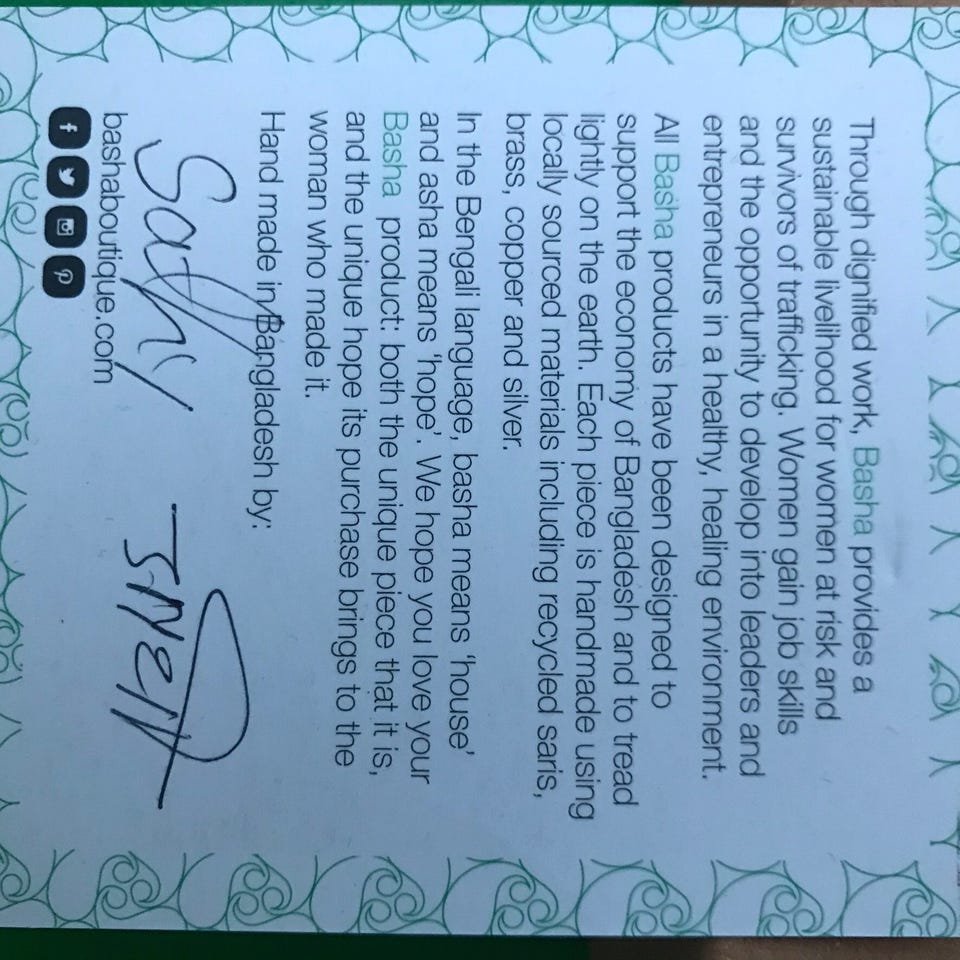 Through dignified work, Basha provides a
sustainable livelihood for women at risk and
survivors of trafficking. Women gain job skills
and the opportunity to develop into leaders and
entrepreneurs in a healthy, healing environment.
All Basha products have been designed to
support the economy of Bangladesh and to tread
lightly on the earth. Each piece is handmade using
locally sourced materials including recycled saris,
brass, copper and silver.
In the Bengali language, basha means 'house'
and asha means 'hope'. We hope you love your
Basha product: both the unique piece that it is,
and the unique hope its purchase brings to the
woman who made it.
Hand made in Bangladesh by:
Sathi
bashaboutique.com